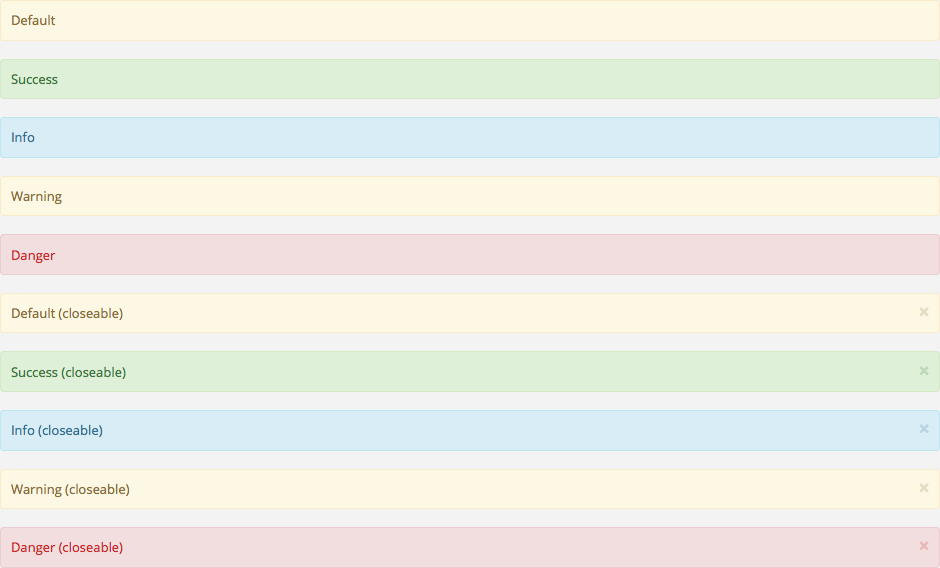 Default
Success
Info
Warning
Danger
Default (closeable)
Success (closeable)
Info (closeable)
Warning (closeable)
Danger (closeable)